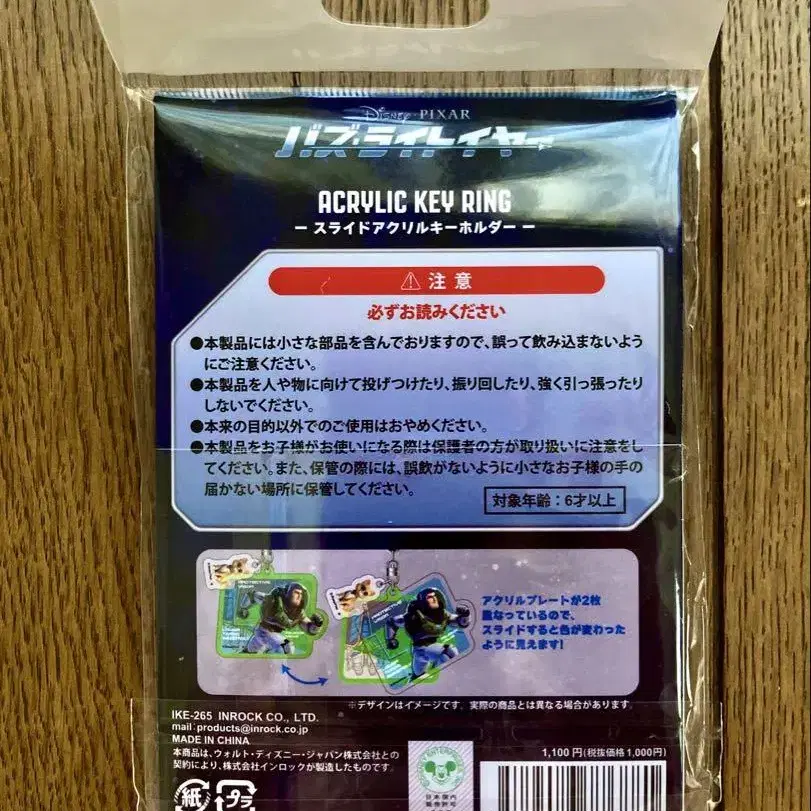 Disney・PIXAR
バズ・ライトイヤー
ACRYLIC KEY RING
ー スライドアクリルキーホルダー ー
⚠ 注意
必ずお読みください
●本製品には小さな部品を含んでおりますので、誤って飲み込まないよう
にご注意ください。
●本製品を人や物に向けて投げつけたり、振り回したり、強く引っ張ったり
しないでください。
●本来の目的以外でのご使用はおやめください。
●本製品をお子様がお使いになる際は保護者の方が取り扱いに注意をし
てください。また、保管の際には、誤飲がないように小さなお子様の手の
届かない場所に保管してください。
対象年齢：6才以上
アクリルプレートが2枚
重なっているので、
スライドすると色が変わった
ように見えます!
※デザインはイメージです。実際の商品とは異なる場合があります。
IKE-265 INROCK CO., LTD.
mail:products@inrock.co.jp
MADE IN CHINA
本商品は、ウォルト・ディズニー・ジャパン株式会社との
契約により、株式会社インロックが製造したものです。
1,100円(税抜価格1,000円)
紙
プラ
日本国内
販売許可